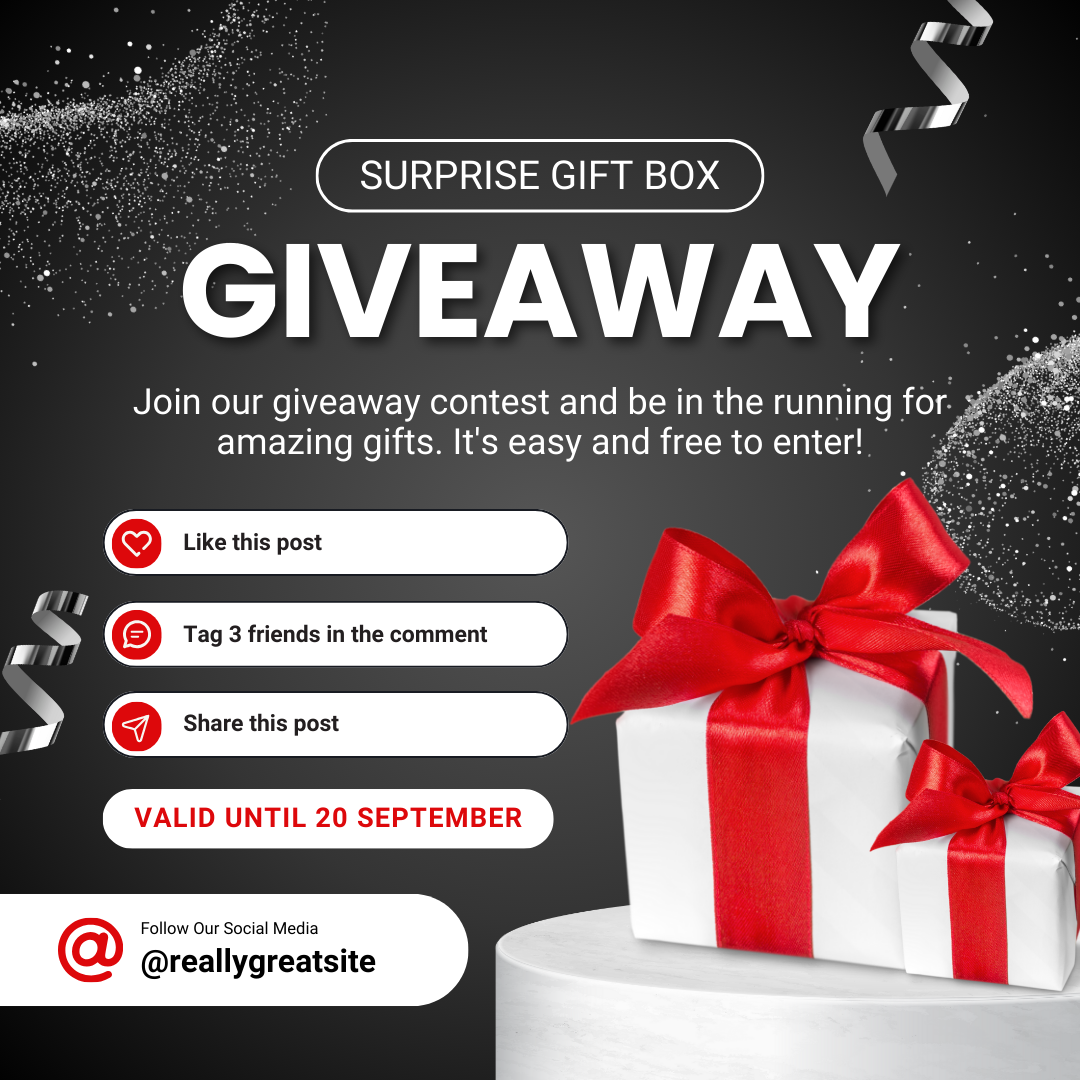 SURPRISE GIFT BOX
GIVEAWAY
Join our giveaway contest and be in the running for
amazing gifts. It's easy and free to enter!
Like this post
Tag 3 friends in the comment
Share this post
VALID UNTIL 20 SEPTEMBER
Follow Our Social Media
@reallygreatsite